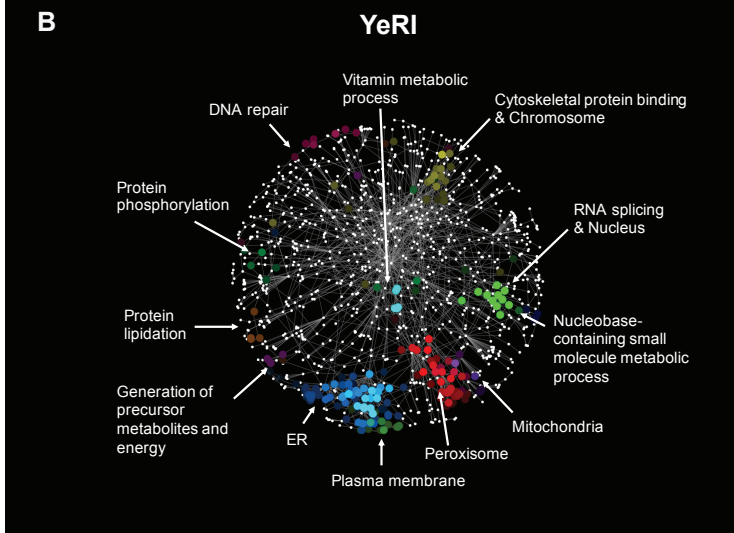 B
YeRI
Vitamin metabolic
process
Cytoskeletal protein binding
& Chromosome
DNA repair
Protein
phosphorylation
RNA splicing
& Nucleus
Protein
lipidation
Nucleobase-
containing small
molecule metabolic
process
Generation of
precursor
metabolites and
energy
ER
Mitochondria
Peroxisome
Plasma membrane